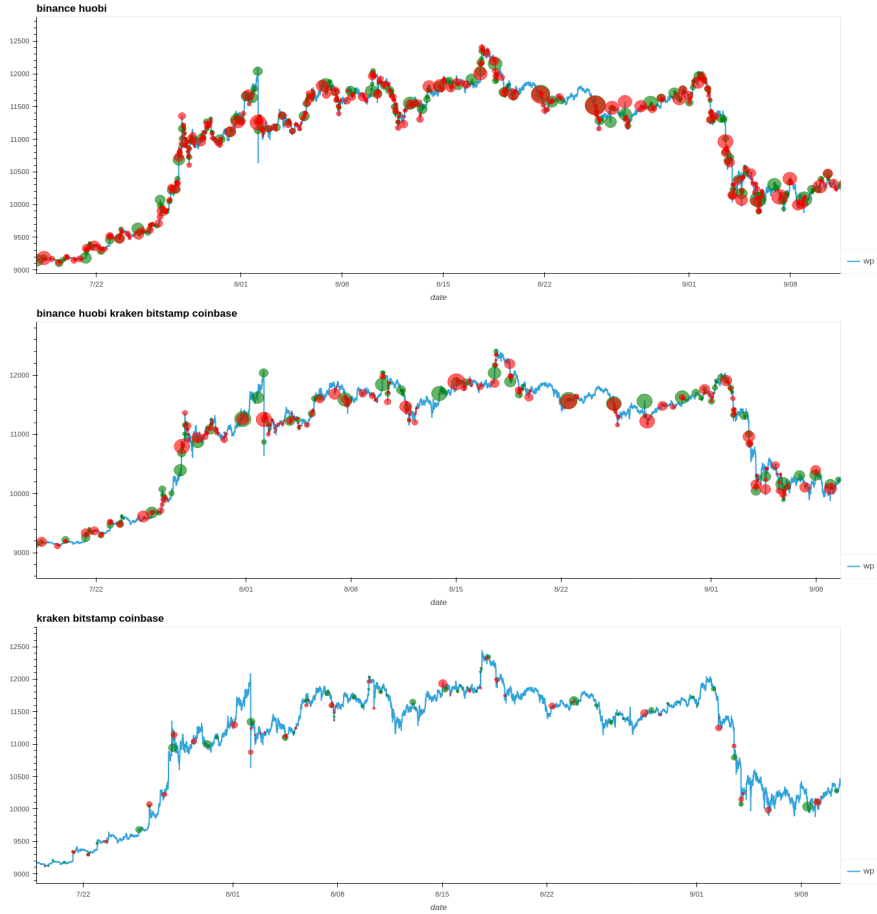 binance huobi
12500
12000
11500
11000
10500
10000
9500
9000
7/22 8/01 8/08 8/15 8/22 9/01 9/08
date
wp
binance huobi kraken bitstamp coinbase
12000
11000
10000
9000
7/22 8/01 8/08 8/15 8/22 9/01 9/08
date
wp
kraken bitstamp coinbase
12500
12000
11500
11000
10500
10000
9500
9000
7/22 8/01 8/08 8/15 8/22 9/01 9/08
date
wp